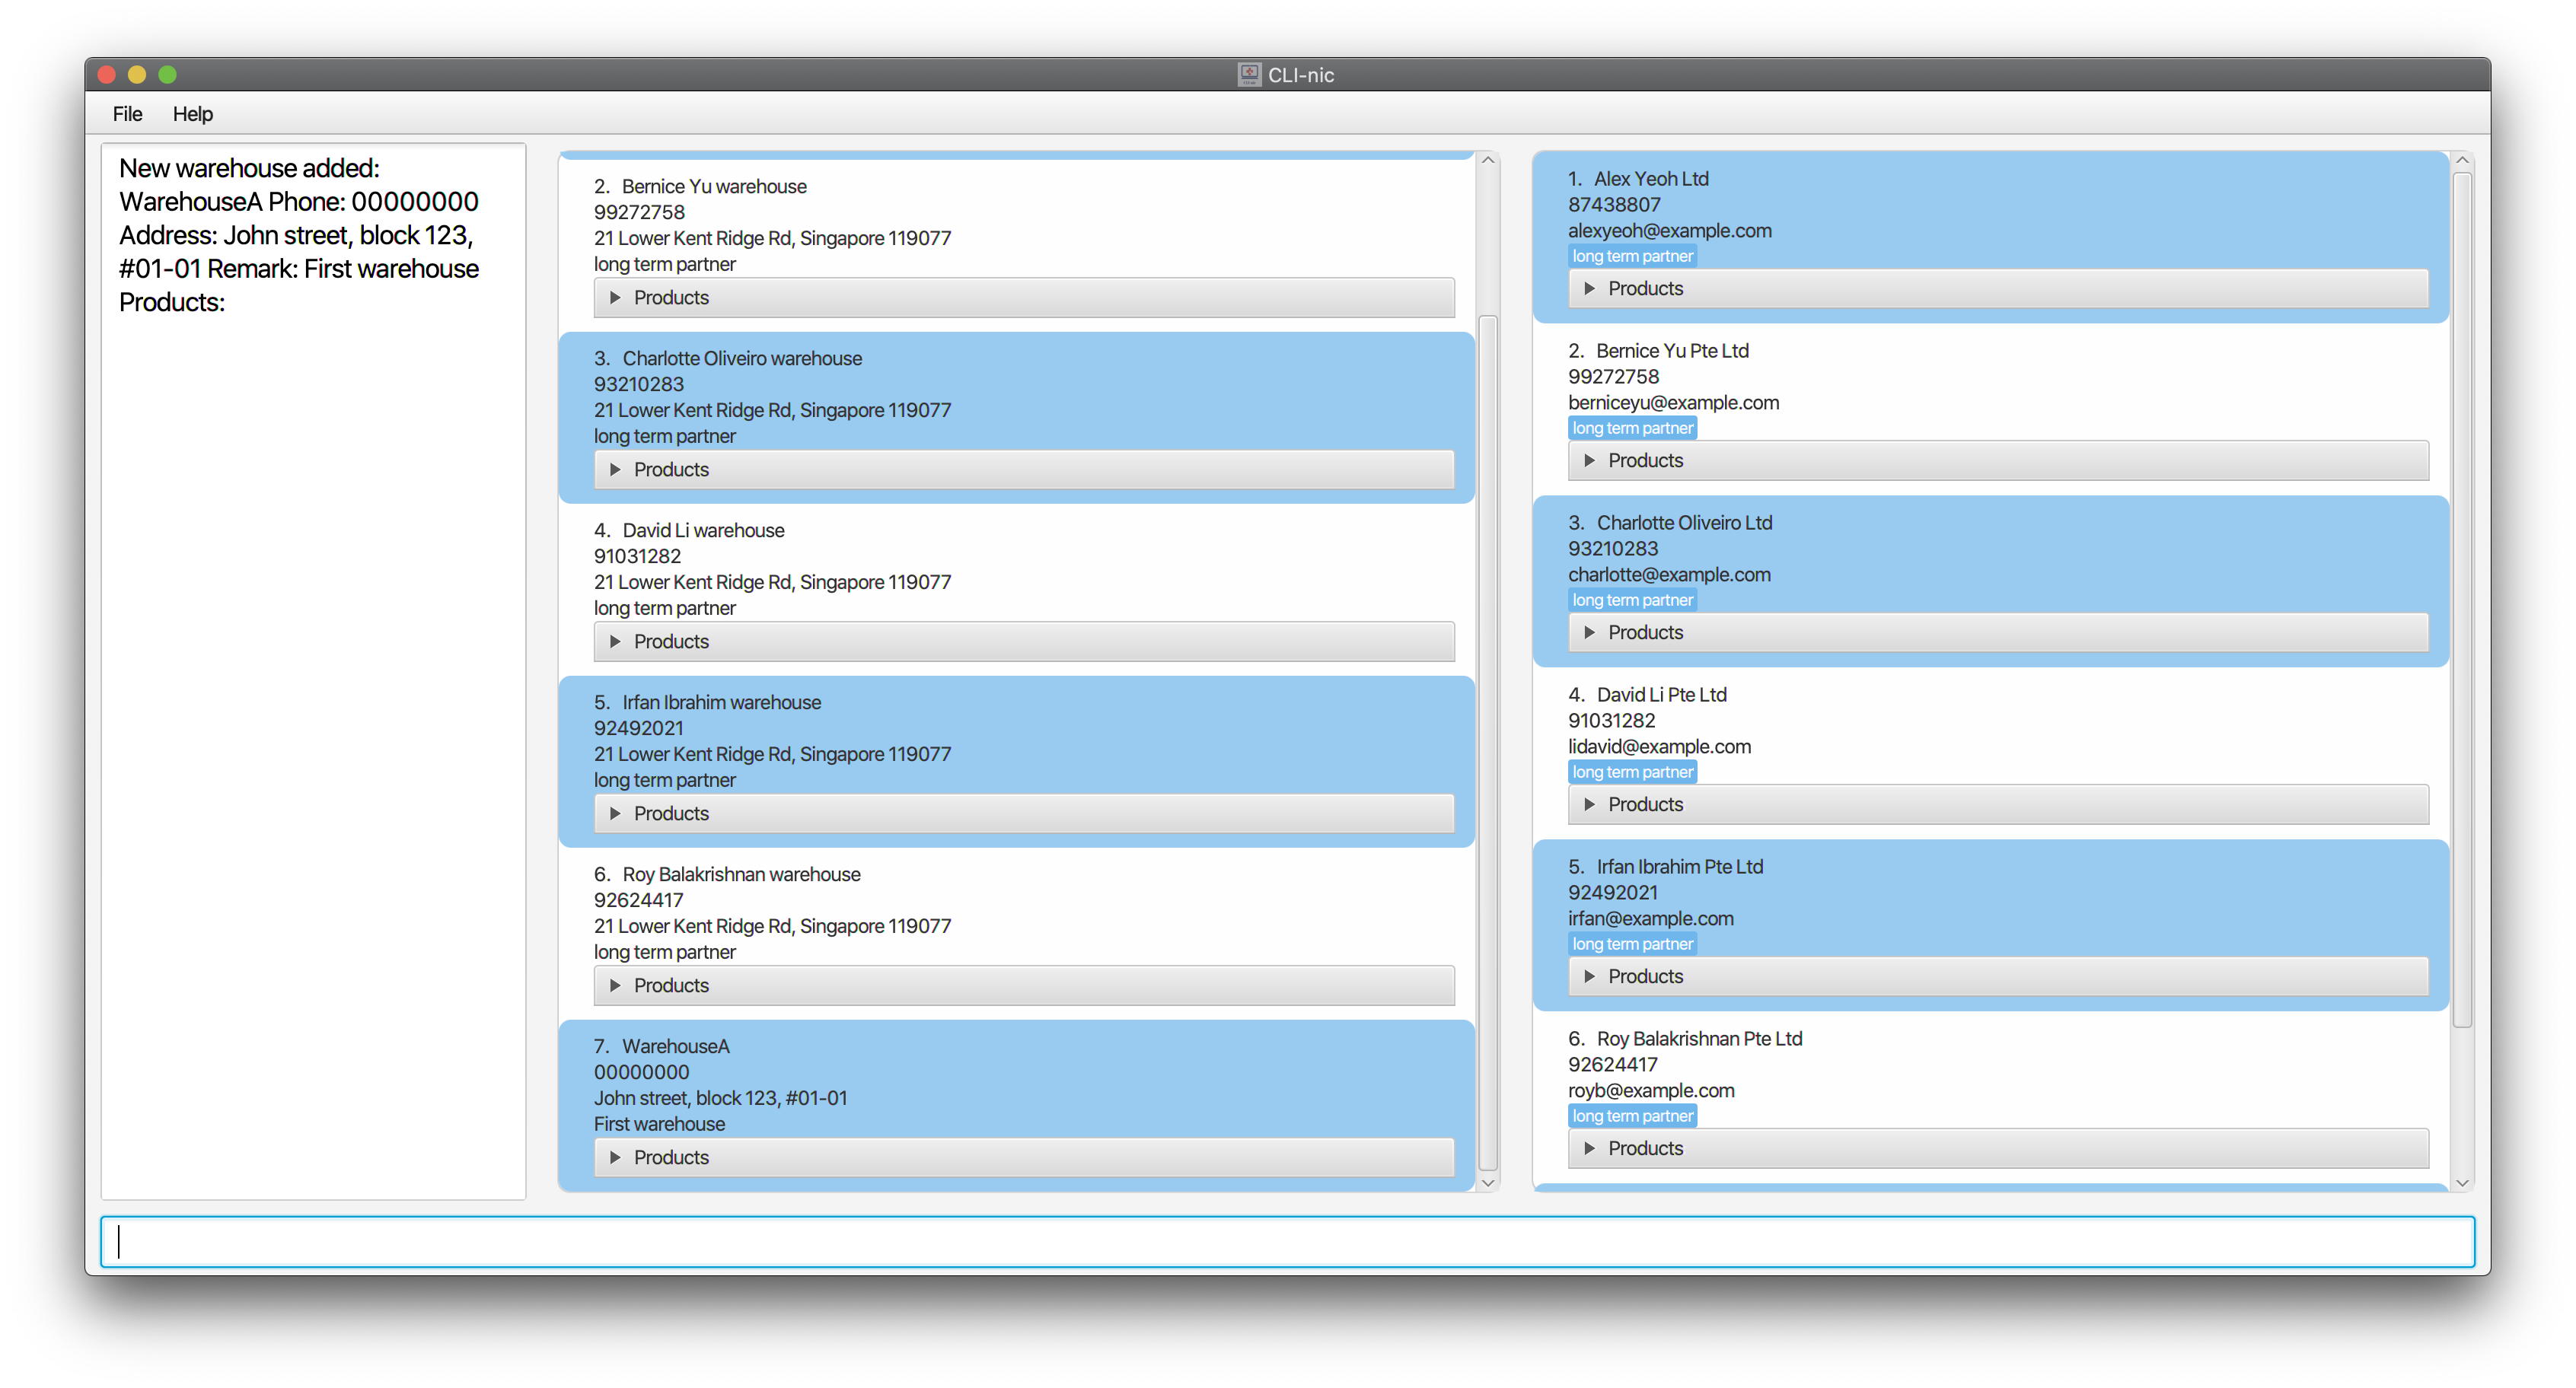 CLI-nic
File Help
New warehouse added:
WarehouseA Phone: 00000000
Address: John street, block 123,
#01-01 Remark: First warehouse
Products:
2. Bernice Yu warehouse
99272758
21 Lower Kent Ridge Rd, Singapore 119077
long term partner
Products
3. Charlotte Oliveiro warehouse
93210283
21 Lower Kent Ridge Rd, Singapore 119077
long term partner
Products
4. David Li warehouse
91031282
21 Lower Kent Ridge Rd, Singapore 119077
long term partner
Products
5. Irfan Ibrahim warehouse
92492021
21 Lower Kent Ridge Rd, Singapore 119077
long term partner
Products
6. Roy Balakrishnan warehouse
92624417
21 Lower Kent Ridge Rd, Singapore 119077
long term partner
Products
7. WarehouseA
00000000
John street, block 123, #01-01
First warehouse
Products
1. Alex Yeoh Ltd
87438807
alexyeoh@example.com
long term partner
Products
2. Bernice Yu Pte Ltd
99272758
berniceyu@example.com
long term partner
Products
3. Charlotte Oliveiro Ltd
93210283
charlotte@example.com
long term partner
Products
4. David Li Pte Ltd
91031282
lidavid@example.com
long term partner
Products
5. Irfan Ibrahim Pte Ltd
92492021
irfan@example.com
long term partner
Products
6. Roy Balakrishnan Pte Ltd
92624417
royb@example.com
long term partner
Products